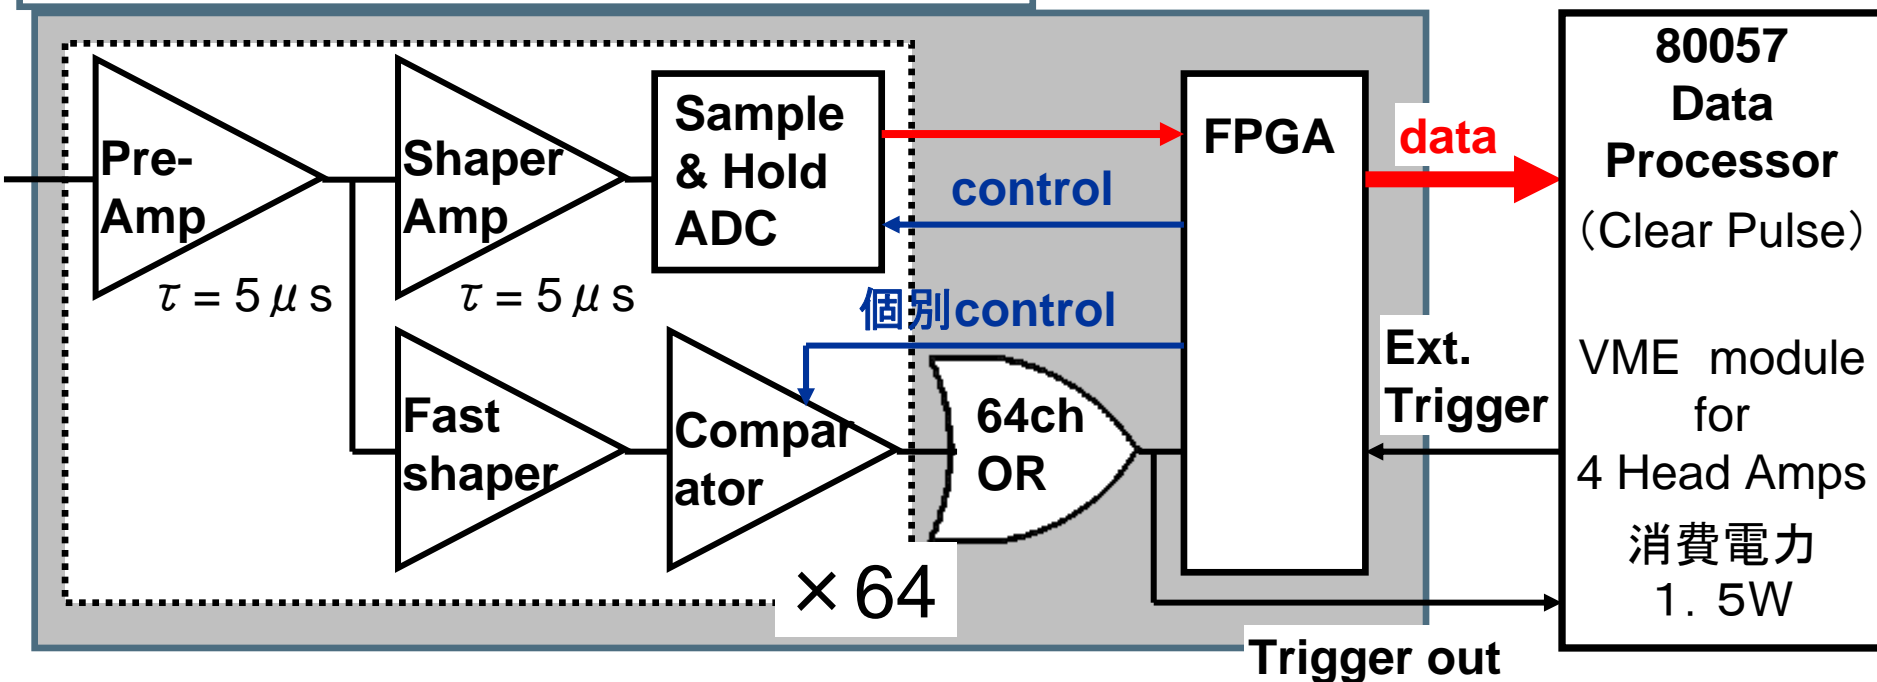 Pre-
Amp
τ = 5 μ s
Shaper
Amp
τ = 5 μ s
Sample
& Hold
ADC
control
個別control
Fast
shaper
Compar
ator
×64
64ch
OR
FPGA
data
Ext.
Trigger
Trigger out
80057
Data
Processor
（Clear Pulse）
VME module
for
4 Head Amps
消費電力
1．5W